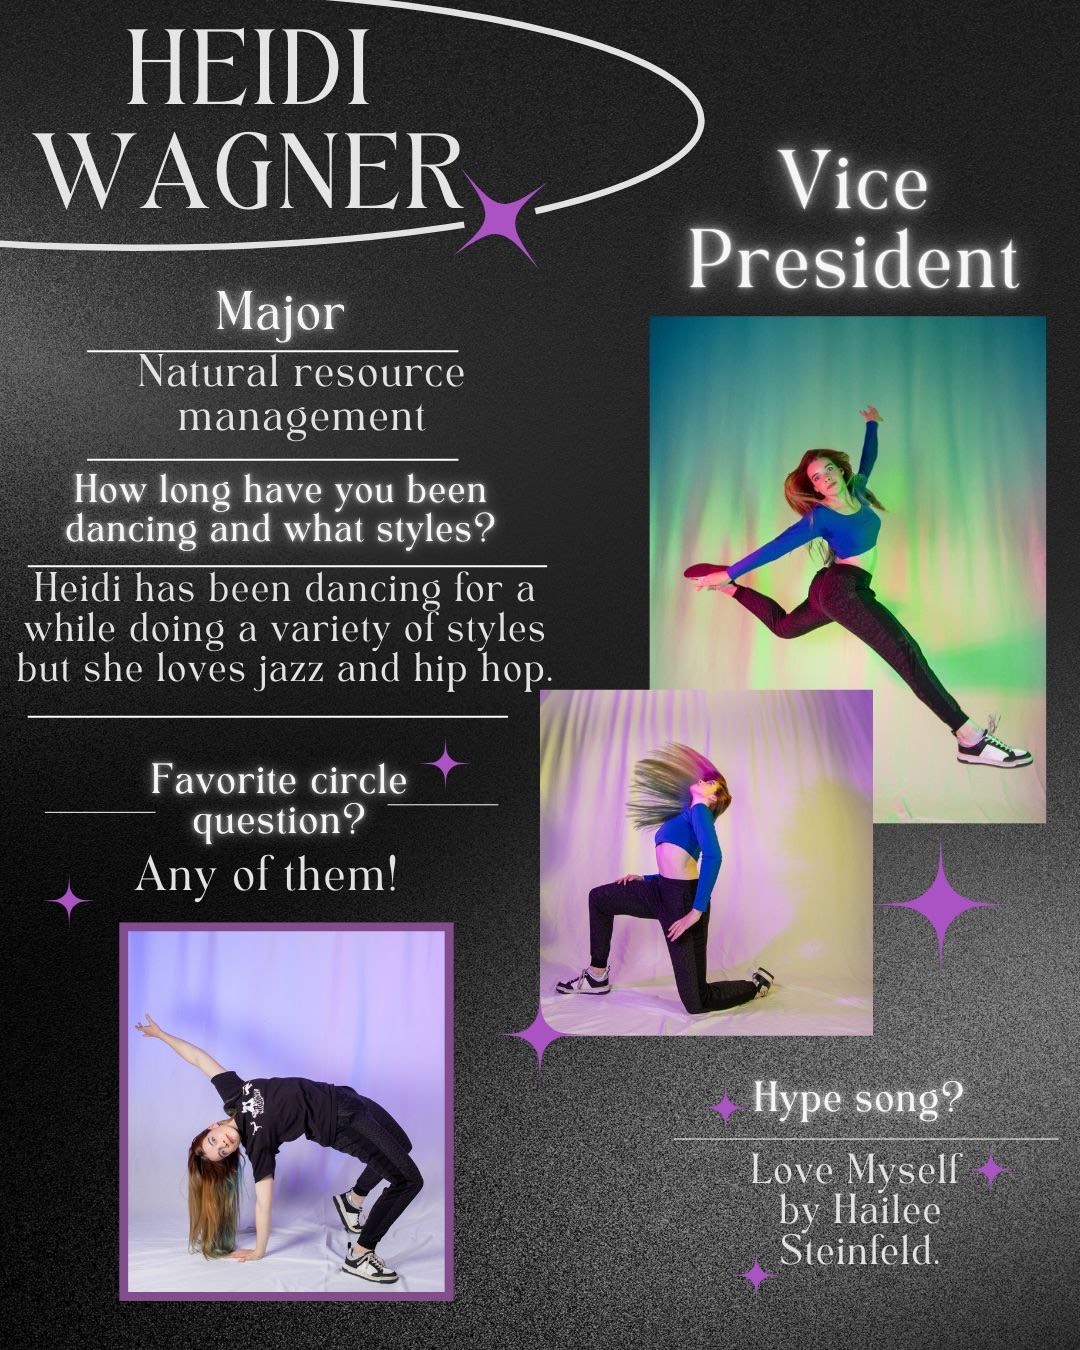 HEIDI
WAGNER
Vice
President
Major
Natural resource
management
How long have you been
dancing and what styles?
Heidi has been dancing for a
while doing a variety of styles
but she loves jazz and hip hop.
Favorite circle
question?
Any of them!
Hype song?
Love Myself
by Hailee
Steinfeld.